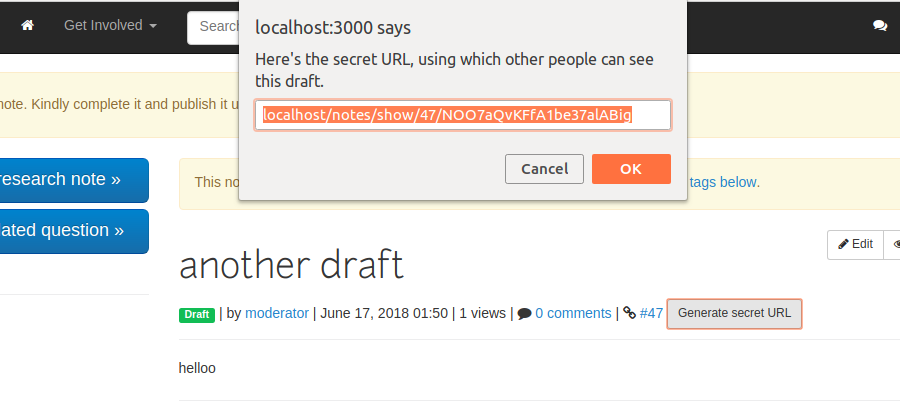 localhost:3000 says
Get Involved
Search
Here's the secret URL, using which other people can see
this draft.
note. Kindly complete it and publish it u
localhost/notes/show/47/NOO7aQvKFfA1be37alABig
Cancel
OK
research note »
This no
tags below.
ated question »
another draft
Edit
Draft | by moderator | June 17, 2018 01:50 | 1 views | 0 comments | #47 Generate secret URL
helloo